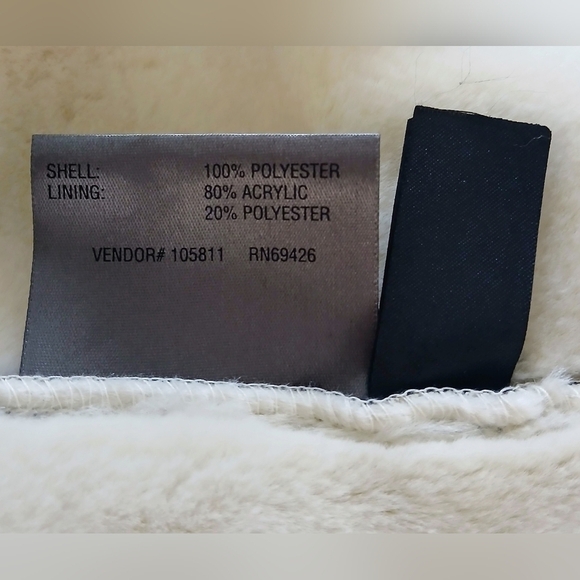 SHELL: 100% POLYESTER
LINING: 80% ACRYLIC
20% POLYESTER
VENDOR# 105811 RN69426